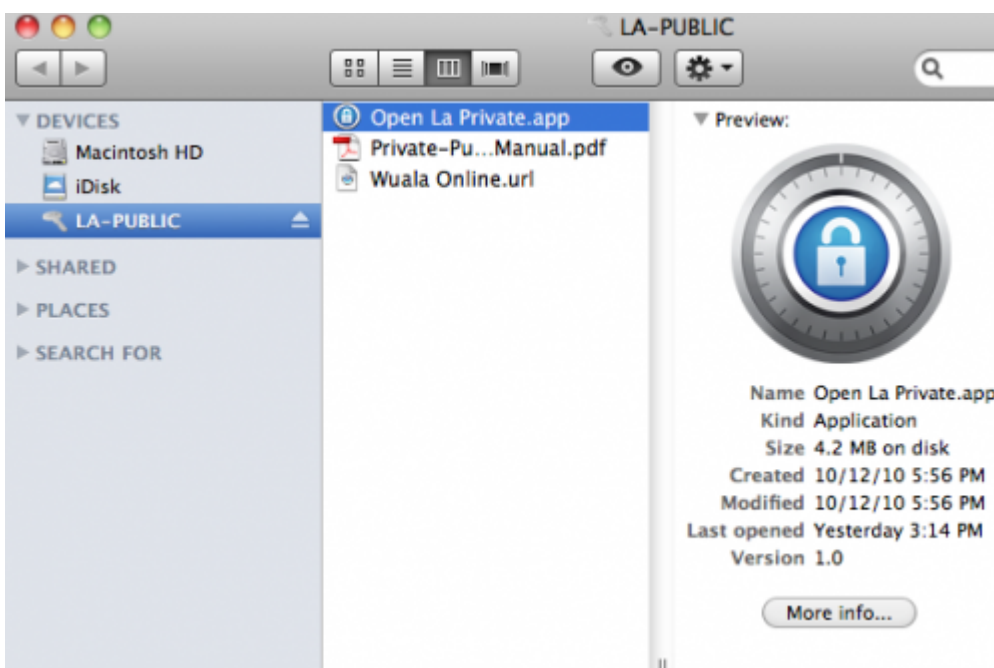 LA-PUBLIC
DEVICES
Macintosh HD
iDisk
LA-PUBLIC
SHARED
PLACES
SEARCH FOR
Open La Private.app
Private-Pu...Manual.pdf
Wuala Online.url
Preview:
Name Open La Private.app
Kind Application
Size 4.2 MB on disk
Created 10/12/10 5:56 PM
Modified 10/12/10 5:56 PM
Last opened Yesterday 3:14 PM
Version 1.0
More info...